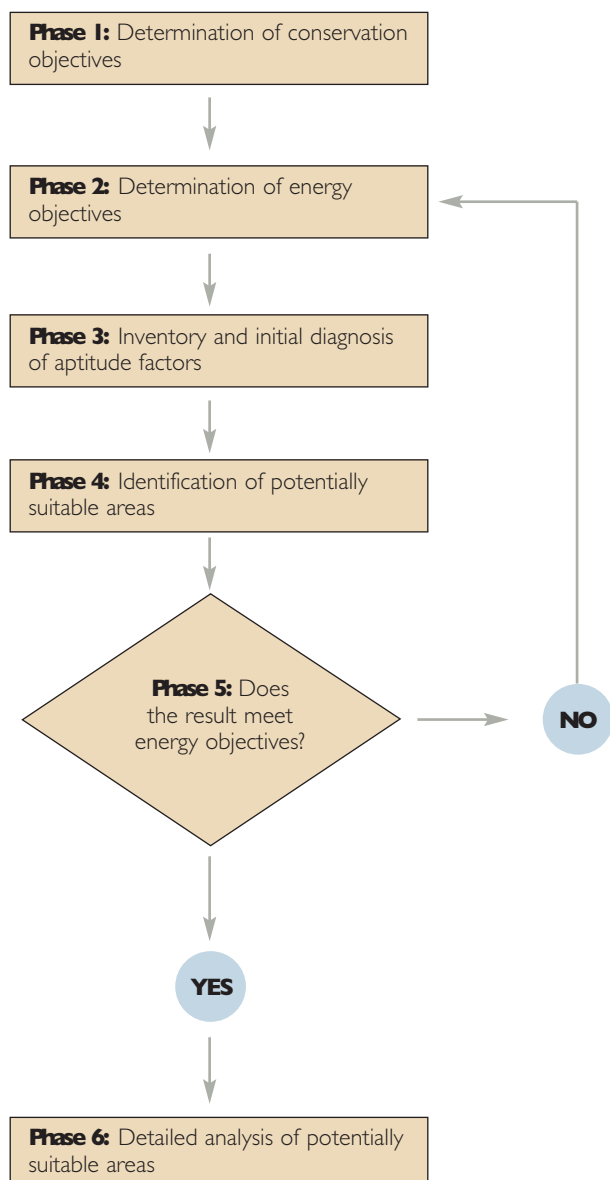 Phase 1: Determination of conservation
objectives
Phase 2: Determination of energy
objectives
Phase 3: Inventory and initial diagnosis
of aptitude factors
Phase 4: Identification of potentially
suitable areas
Phase 5: Does
the result meet
energy objectives?
NO
YES
Phase 6: Detailed analysis of potentially
suitable areas